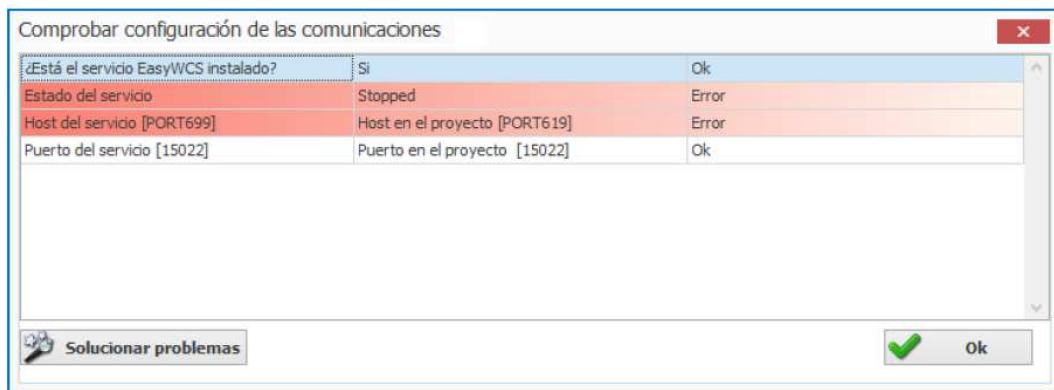 Comprobar configuración de las comunicaciones
¿Está el servicio EasyWCS instalado? Si Ok
Estado del servicio Stopped Error
Host del servicio [PORT699] Host en el proyecto [PORT619] Error
Puerto del servicio [15022] Puerto en el proyecto [15022] Ok
Solucionar problemas Ok